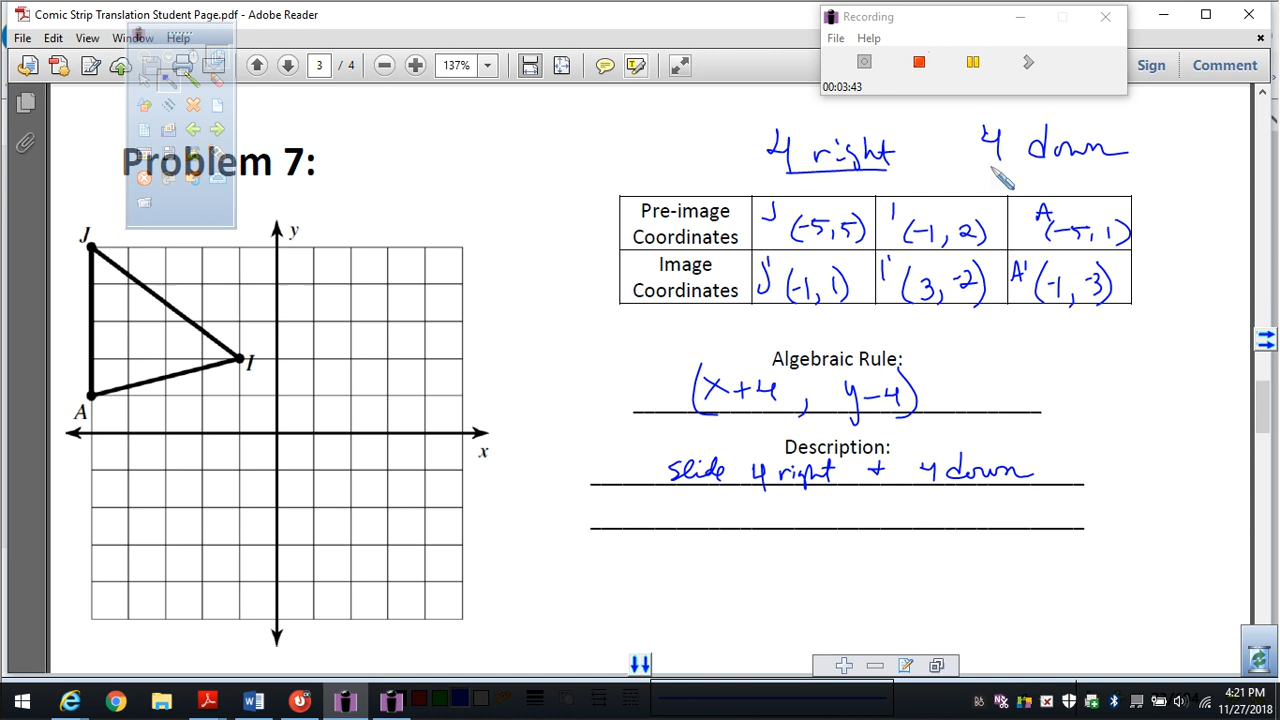 Comic Strip Translation Student Page.pdf - Adobe Reader
File Edit View Window Help
3 / 4 137% Sign Comment
Recording
File Help
00:03:43
Problem 7:
4 right 4 down
Pre-image Coordinates J (-5, 5) I (-1, 2) A (-5, 1)
Image Coordinates J' (-1, 1) I' (3, -2) A' (-1, -3)
Algebraic Rule:
(x+4, y-4)
Description:
slide 4 right + 4 down
J
y
I
A
x
4:21 PM
11/27/2018